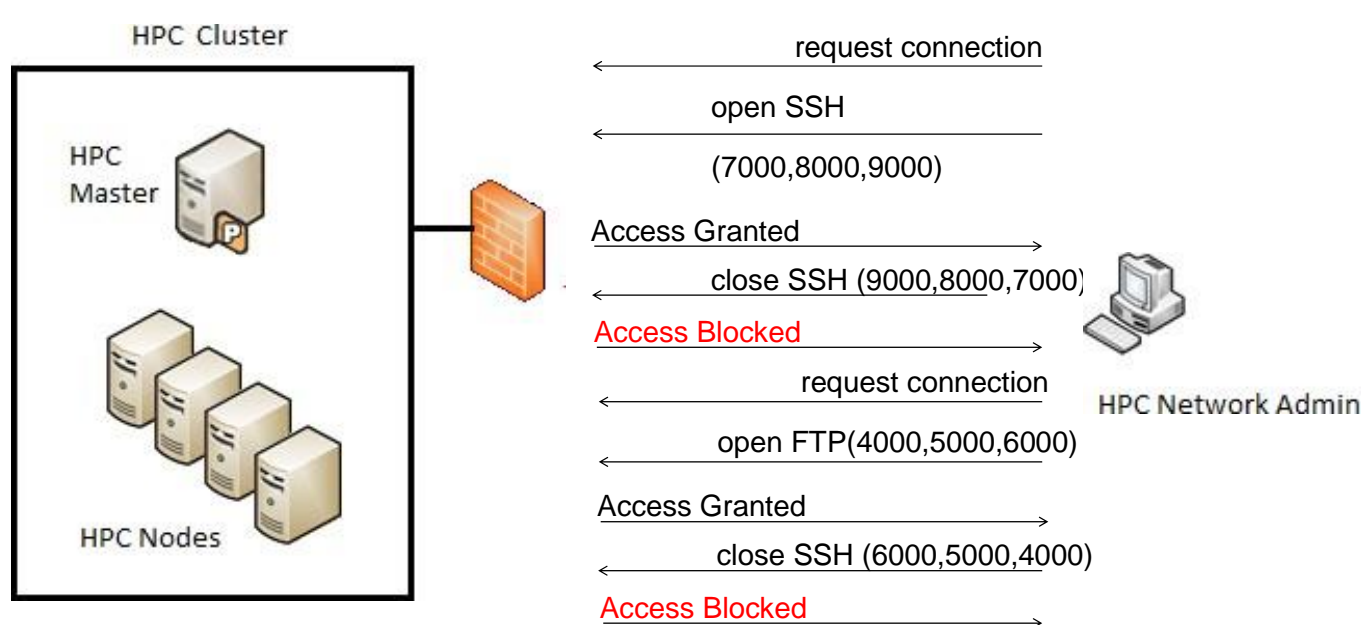 HPC Cluster
HPC
Master
HPC Nodes
request connection
open SSH
(7000,8000,9000)
Access Granted
close SSH (9000,8000,7000)
Access Blocked
request connection
open FTP(4000,5000,6000)
Access Granted
close SSH (6000,5000,4000)
Access Blocked
HPC Network Admin